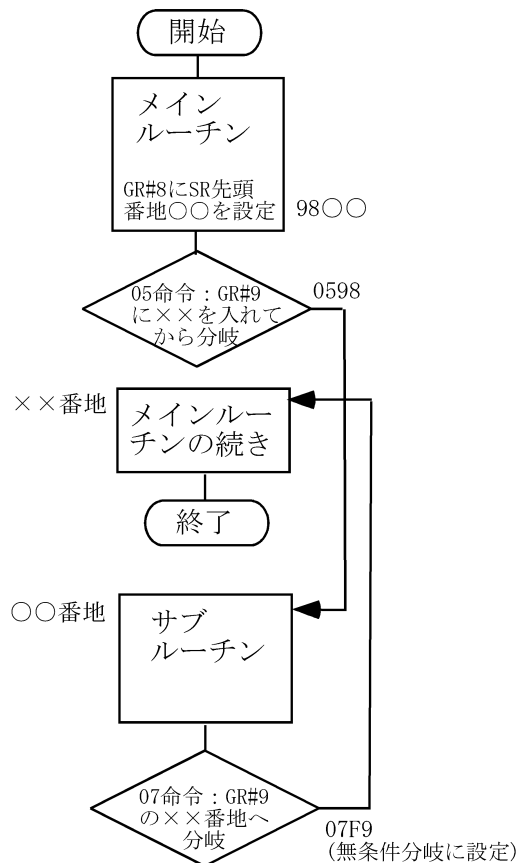 開始
メイン
ルーチン
GR#8にSR先頭
番地○○を設定
98○○
05命令：GR#9
に××を入れて
から分岐
0598
××番地
メインルー
チンの続き
終了
○○番地
サブ
ルーチン
07命令：GR#9
の××番地へ
分岐
07F9
(無条件分岐に設定)